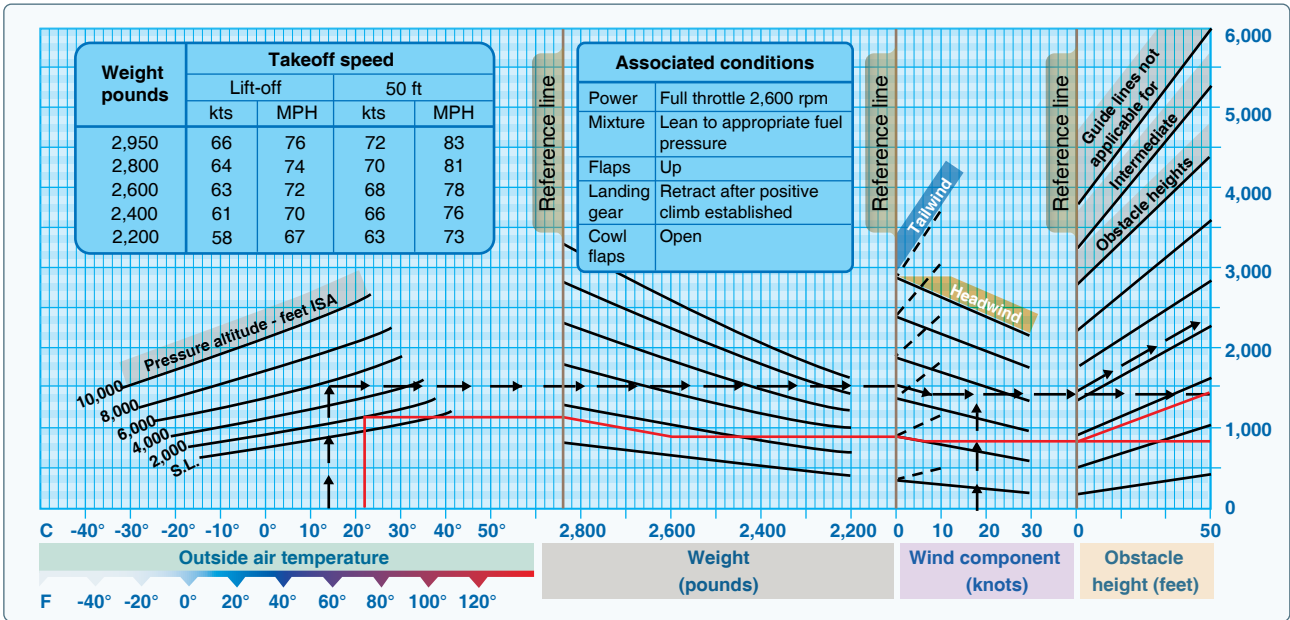 Weight pounds
Takeoff speed
Lift-off 50 ft
kts MPH kts MPH
2,950 66 76 72 83
2,800 64 74 70 81
2,600 63 72 68 78
2,400 61 70 66 76
2,200 58 67 63 73
Reference line
Associated conditions
Power Full throttle 2,600 rpm
Mixture Lean to appropriate fuel
pressure
Flaps Up
Landing gear Retract after positive
climb established
Cowl flaps Open
Reference line
Tailwind
Headwind
Reference line
Guide lines not
applicable for
Intermediate
Obstacle heights
6,000
5,000
4,000
3,000
2,000
1,000
0
Pressure altitude - feet ISA
10,000
8,000
6,000
4,000
2,000
S.L.
C -40° -30° -20° -10° 0° 10° 20° 30° 40° 50° 2,800 2,600 2,400 2,200 0 10 20 30 0 50
Outside air temperature
F -40° -20° 0° 20° 40° 60° 80° 100° 120°
Weight
(pounds)
Wind component
(knots)
Obstacle
height (feet)